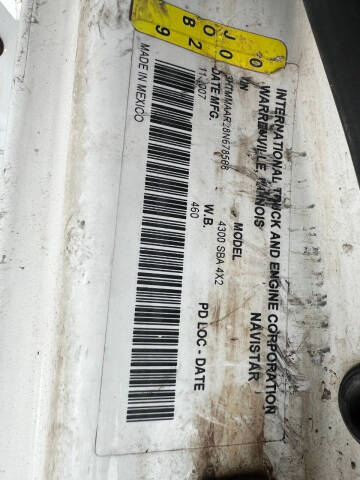 INTERNATIONAL TRUCK AND ENGINE CORPORATION
WARRENVILLE, ILLINOIS NAVISTAR
VIN MODEL
4300 SBA 4X2
DATE MFG. W.B. PD LOC - DATE
11-2007 460
MADE IN MEXICO